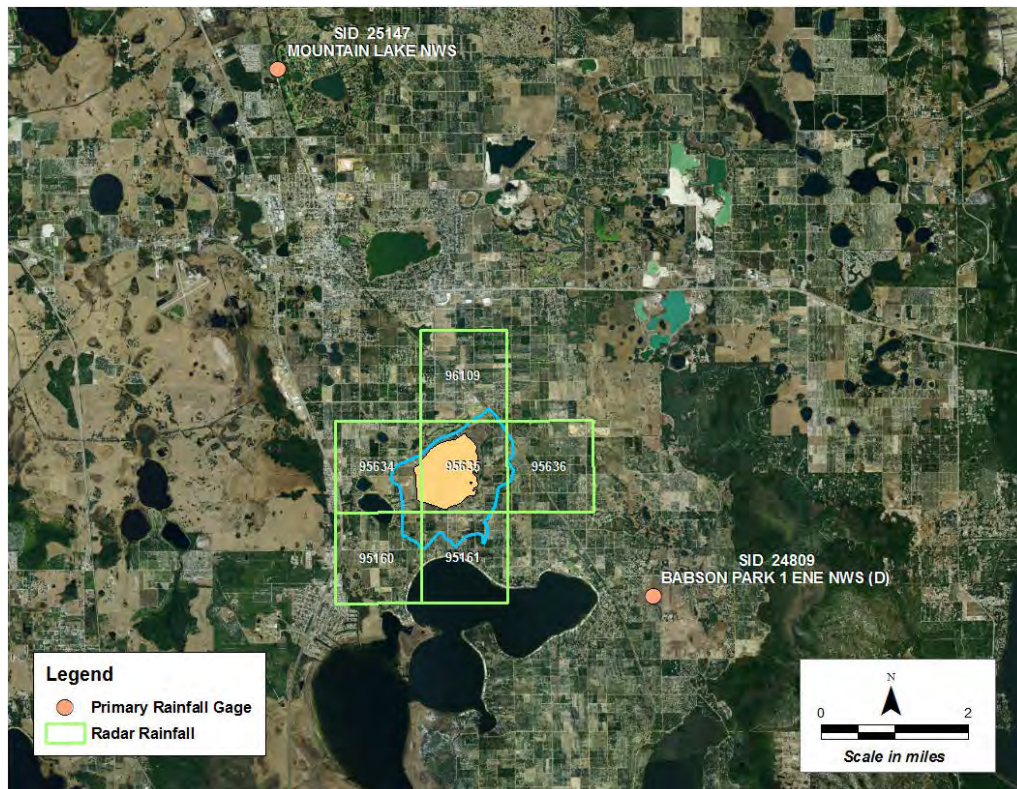 SID 25147
MOUNTAIN LAKE NWS
96109
95634
95635
95636
95160
95161
SID 24809
BABSON PARK 1 ENE NWS (D)
Legend
Primary Rainfall Gage
Radar Rainfall
N
0 2
Scale in miles